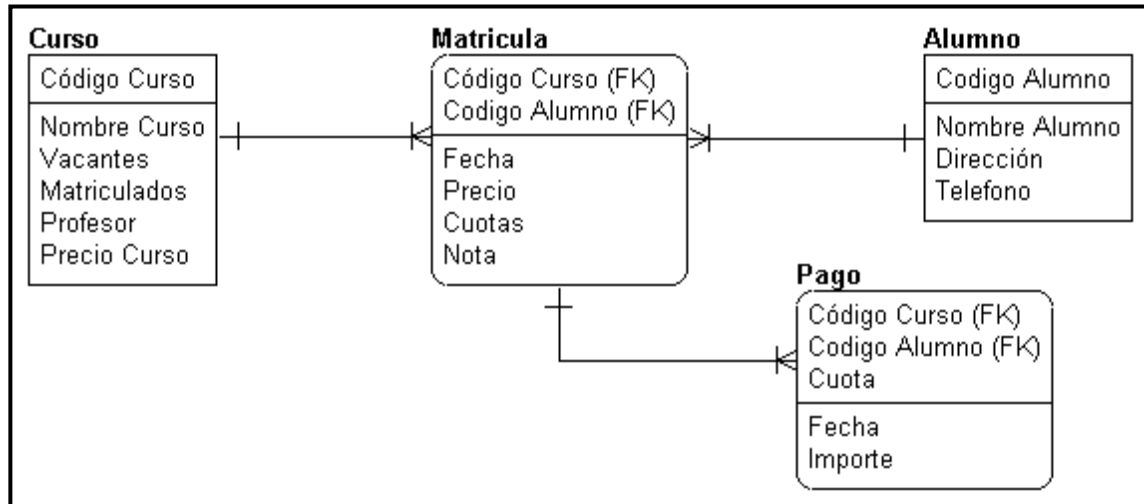 Curso
Código Curso
Nombre Curso
Vacantes
Matriculados
Profesor
Precio Curso
Matricula
Código Curso (FK)
Codigo Alumno (FK)
Fecha
Precio
Cuotas
Nota
Alumno
Codigo Alumno
Nombre Alumno
Dirección
Telefono
Pago
Código Curso (FK)
Codigo Alumno (FK)
Cuota
Fecha
Importe